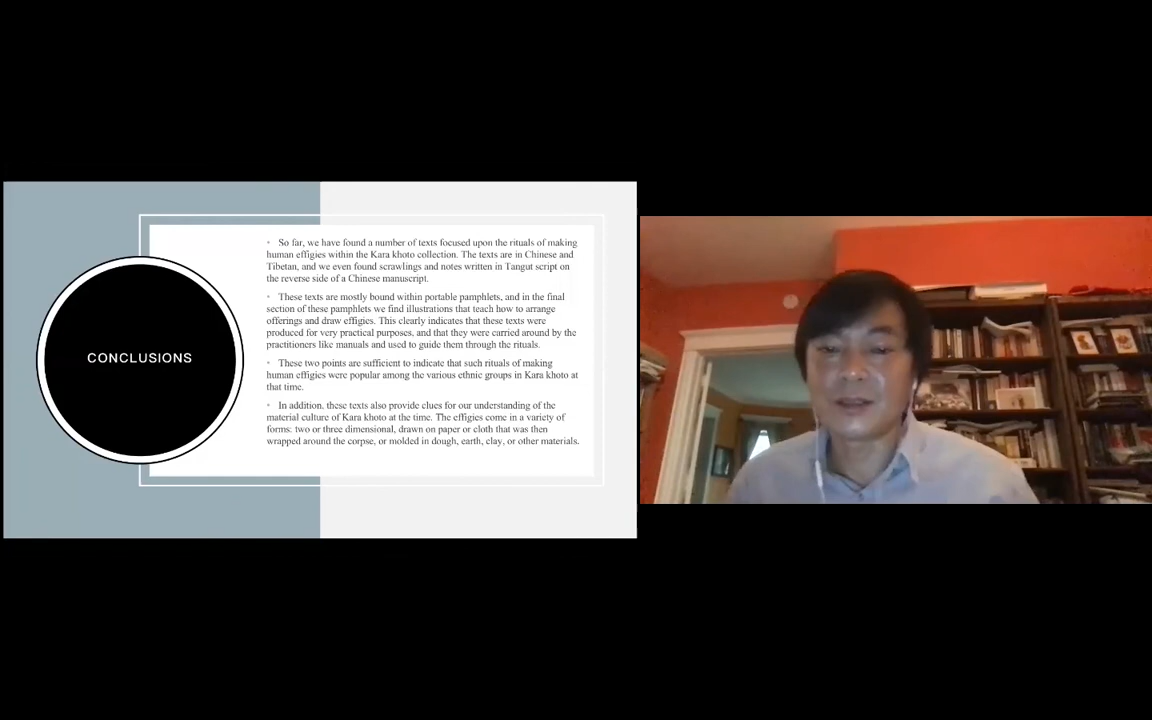 CONCLUSIONS
• So far, we have found a number of texts focused upon the rituals of making
human effigies within the Kara khoto collection. The texts are in Chinese and
Tibetan, and we even found scrawlings and notes written in Tangut script on
the reverse side of a Chinese manuscript.
• These texts are mostly bound within portable pamphlets, and in the final
section of these pamphlets we find illustrations that teach how to arrange
offerings and draw effigies. This clearly indicates that these texts were
produced for very practical purposes, and that they were carried around by the
practitioners like manuals and used to guide them through the rituals.
• These two points are sufficient to indicate that such rituals of making
human effigies were popular among the various ethnic groups in Kara khoto at
that time.
• In addition, these texts also provide clues for our understanding of the
material culture of Kara khoto at the time. The effigies come in a variety of
forms: two or three dimensional, drawn on paper or cloth that was then
wrapped around the corpse, or molded in dough, earth, clay, or other materials.